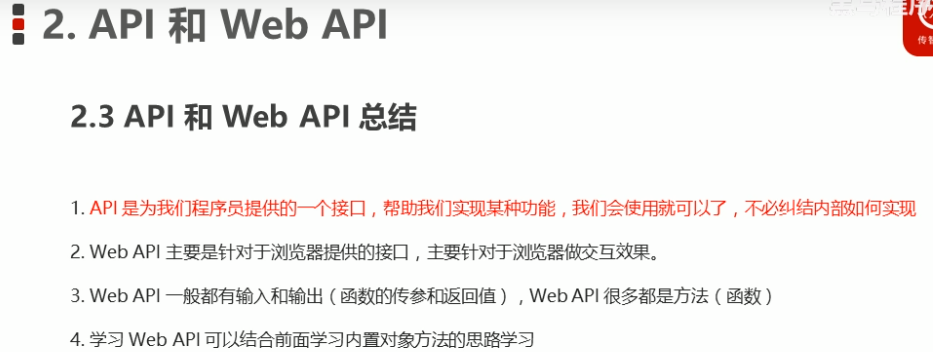 2. API 和 Web API
2.3 API 和 Web API 总结
1. API 是为我们程序员提供的一个接口，帮助我们实现某种功能，我们会使用就可以了，不必纠结内部如何实现
2. Web API 主要是针对于浏览器提供的接口，主要针对于浏览器做交互效果。
3. Web API 一般都有输入和输出（函数的传参和返回值），Web API 很多都是方法（函数）
4. 学习 Web API 可以结合前面学习内置对象方法的思路学习